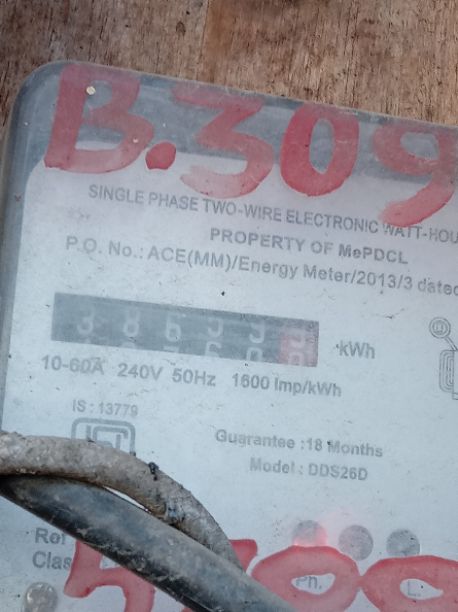 B.309
SINGLE PHASE TWO-WIRE ELECTRONIC WATT-HOU
PROPERTY OF MePDCL
P.O. No.: ACE(MM)/Energy Meter/2013/3 dated
kWh
10-60A 240V 50Hz 1600 Imp/kWh
IS : 13779
Guarantee :18 Months
Model : DDS26D
Ref
Clas
Ph.